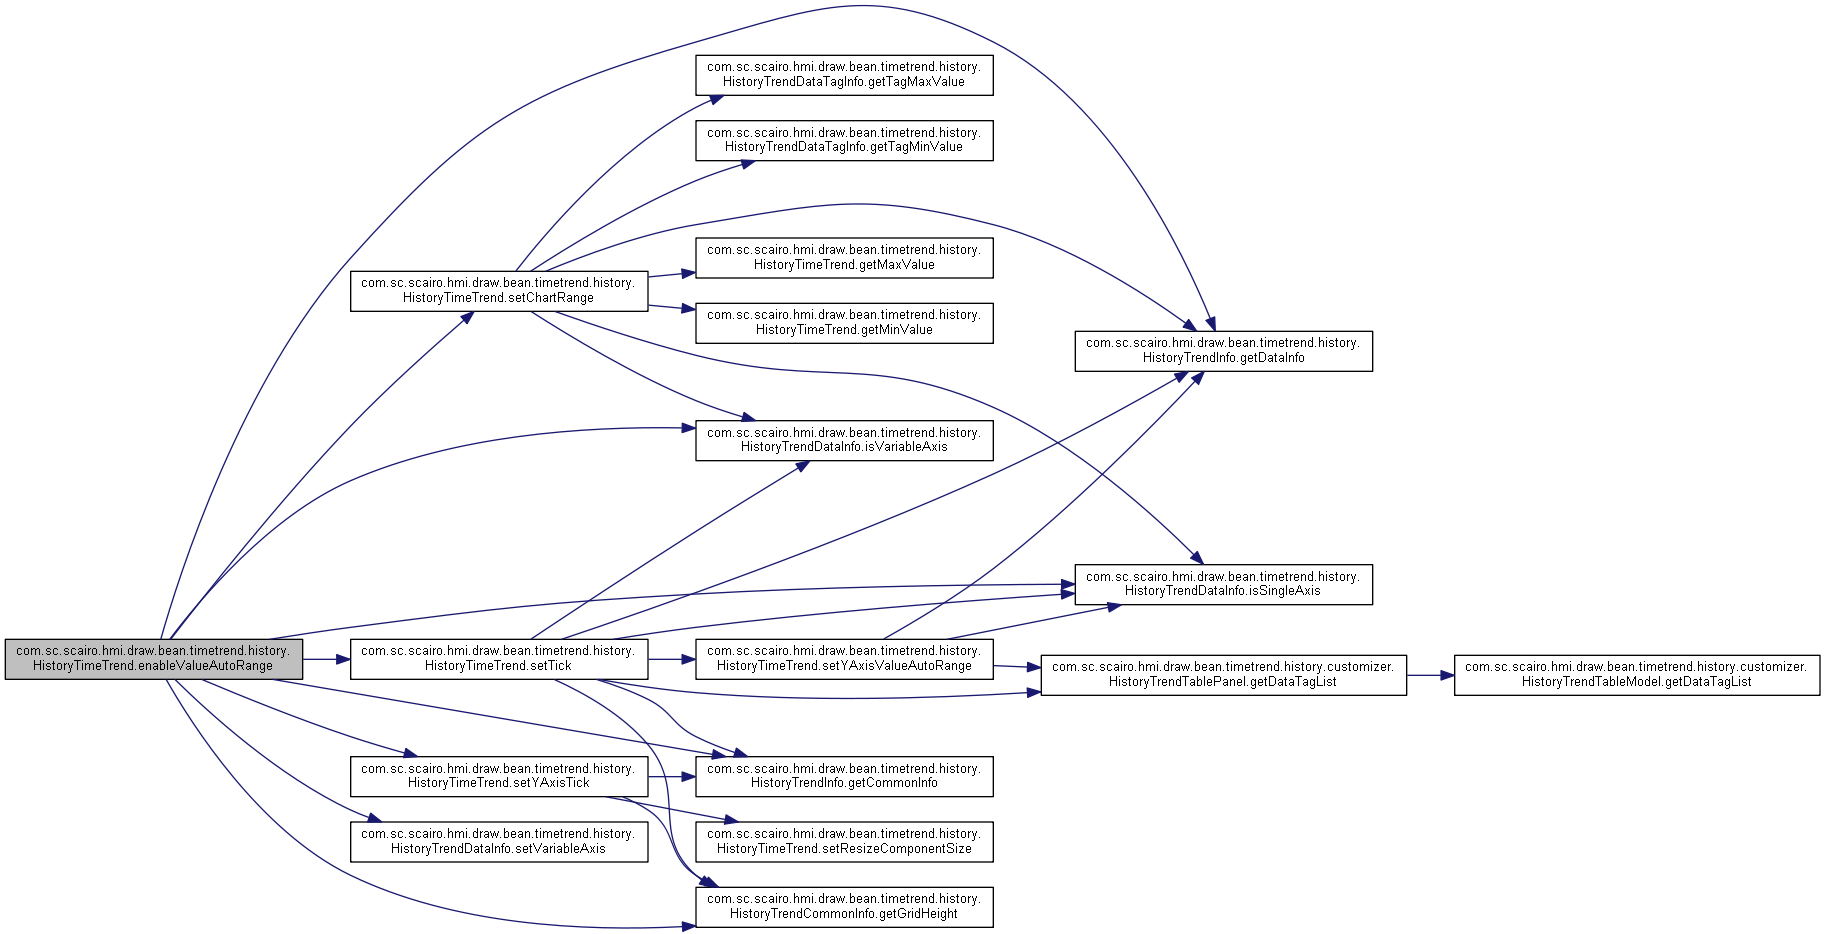 com.sc.scairo.hmi.draw.bean.timetrend.history.
HistoryTrendDataTagInfo.getTagMaxValue
com.sc.scairo.hmi.draw.bean.timetrend.history.
HistoryTrendDataTagInfo.getTagMinValue
com.sc.scairo.hmi.draw.bean.timetrend.history.
HistoryTimeTrend.getMaxValue
com.sc.scairo.hmi.draw.bean.timetrend.history.
HistoryTimeTrend.setChartRange
com.sc.scairo.hmi.draw.bean.timetrend.history.
HistoryTimeTrend.getMinValue
com.sc.scairo.hmi.draw.bean.timetrend.history.
HistoryTrendInfo.getDataInfo
com.sc.scairo.hmi.draw.bean.timetrend.history.
HistoryTrendDataInfo.isVariableAxis
com.sc.scairo.hmi.draw.bean.timetrend.history.
HistoryTrendDataInfo.isSingleAxis
com.sc.scairo.hmi.draw.bean.timetrend.history.
HistoryTimeTrend.enableValueAutoRange
com.sc.scairo.hmi.draw.bean.timetrend.history.
HistoryTimeTrend.setTick
com.sc.scairo.hmi.draw.bean.timetrend.history.
HistoryTimeTrend.setYAxisValueAutoRange
com.sc.scairo.hmi.draw.bean.timetrend.history.customizer.
HistoryTrendTablePanel.getDataTagList
com.sc.scairo.hmi.draw.bean.timetrend.history.customizer.
HistoryTrendTableModel.getDataTagList
com.sc.scairo.hmi.draw.bean.timetrend.history.
HistoryTimeTrend.setYAxisTick
com.sc.scairo.hmi.draw.bean.timetrend.history.
HistoryTrendInfo.getCommonInfo
com.sc.scairo.hmi.draw.bean.timetrend.history.
HistoryTrendDataInfo.setVariableAxis
com.sc.scairo.hmi.draw.bean.timetrend.history.
HistoryTimeTrend.setResizeComponentSize
com.sc.scairo.hmi.draw.bean.timetrend.history.
HistoryTrendCommonInfo.getGridHeight